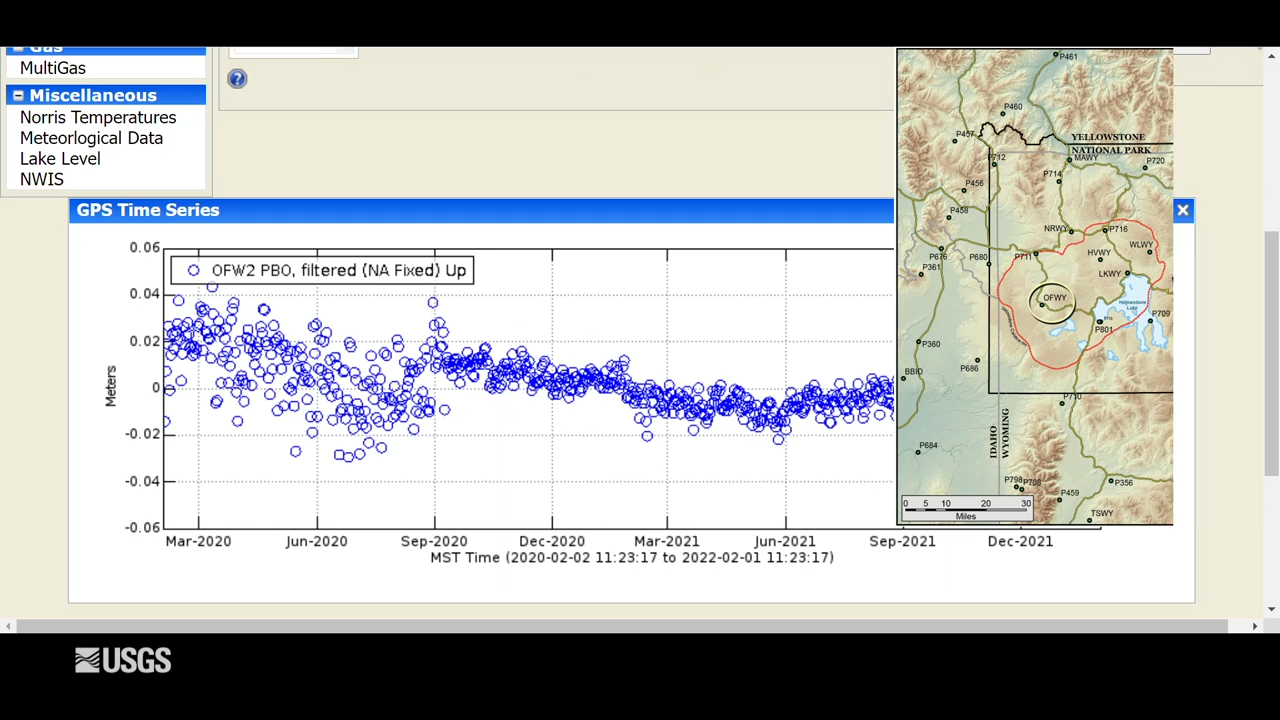 Gas
MultiGas
Miscellaneous
Norris Temperatures
Meteorlogical Data
Lake Level
NWIS
?
GPS Time Series
OFW2 PBO, filtered (NA Fixed) Up
0.06
0.04
0.02
0
-0.02
-0.04
-0.06
Meters
Mar-2020 Jun-2020 Sep-2020 Dec-2020 Mar-2021 Jun-2021 Sep-2021 Dec-2021
MST Time (2020-02-02 11:23:17 to 2022-02-01 11:23:17)
P461
P460
P457
YELLOWSTONE
NATIONAL PARK
P712
MAWY
P720
P714
P456
P458
NRWY
P716
WLWY
P676
P680
P711
HVWY
P361
LKWY
OFWY
Yellowstone
Lake
P709
P801
P360
P686
BBID
P710
IDAHO
WYOMING
P684
P798
P708
P459
P356
TSWY
0 5 10 20 30
Miles
USGS